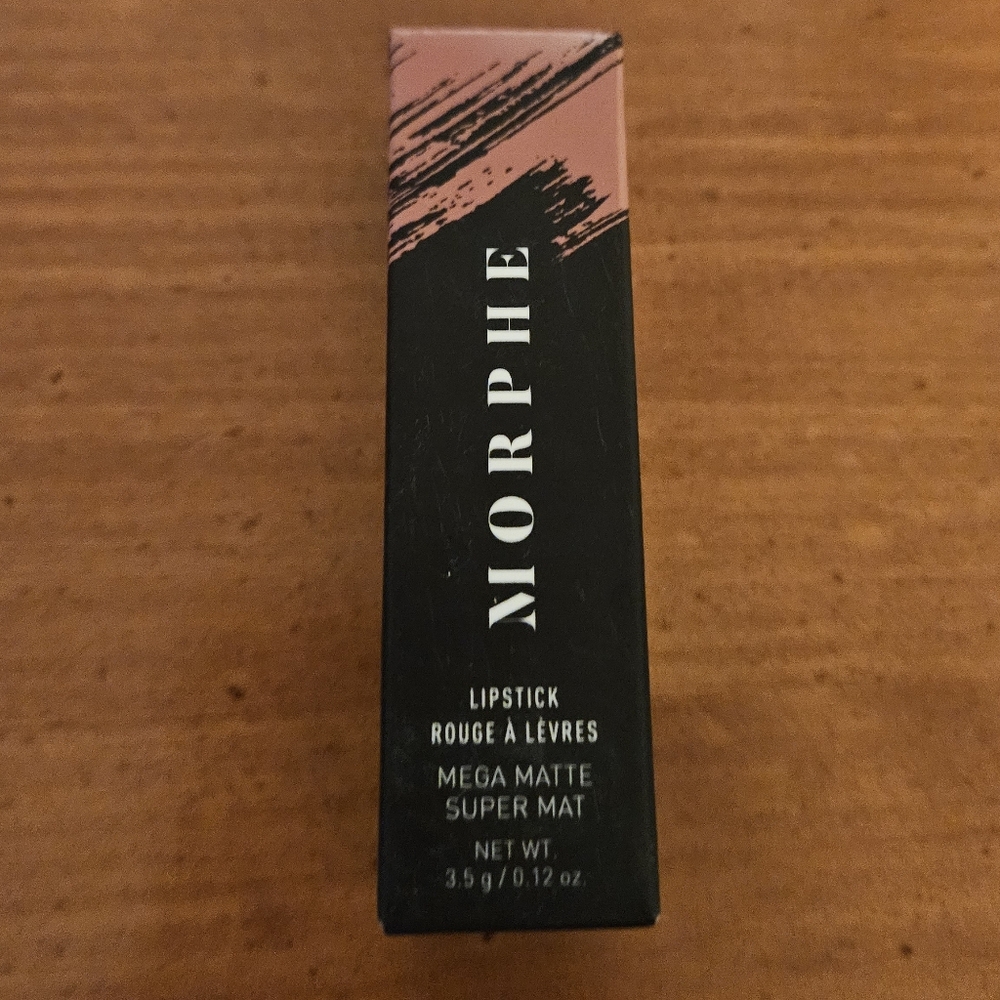 MORPHE
LIPSTICK
ROUGE À LÈVRES
MEGA MATTE
SUPER MAT
NET WT.
3.5 g / 0.12 oz.